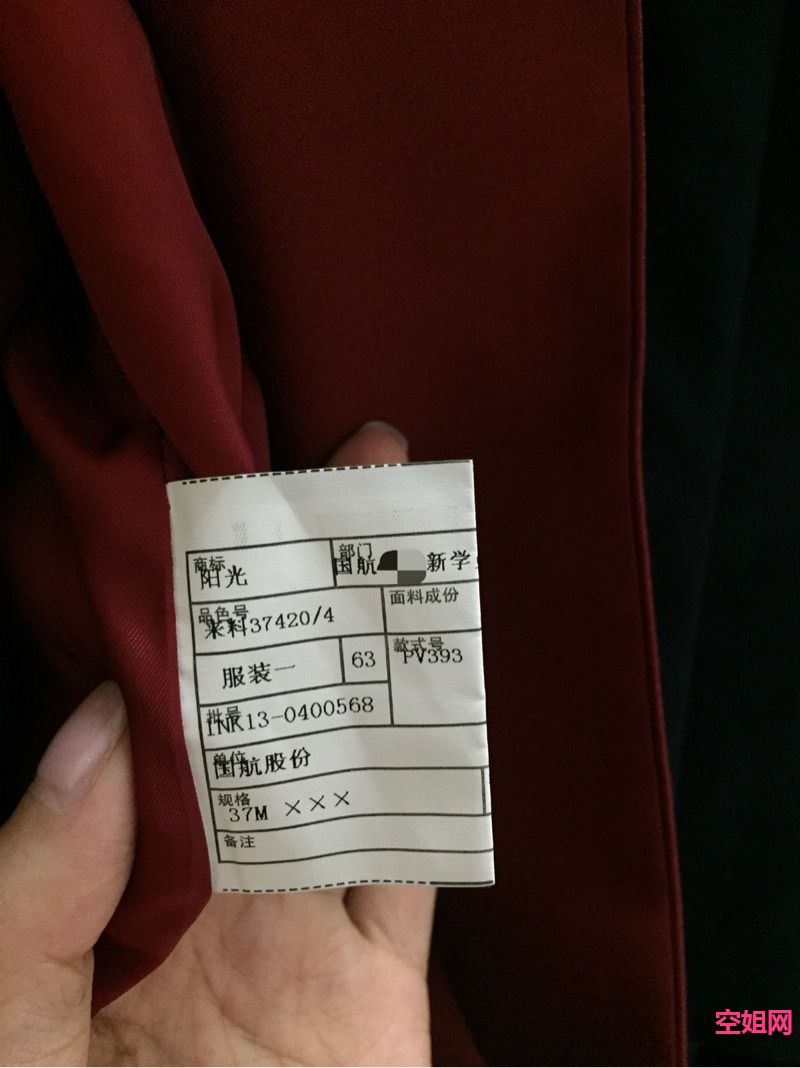 商标 部门
阳光 国航 新学
品色号 面料成份
来料37420/4
款式号
服装一 63 PV393
批号
INK13-0400568
单位
国航股份
规格
37M ×××
备注
空姐网